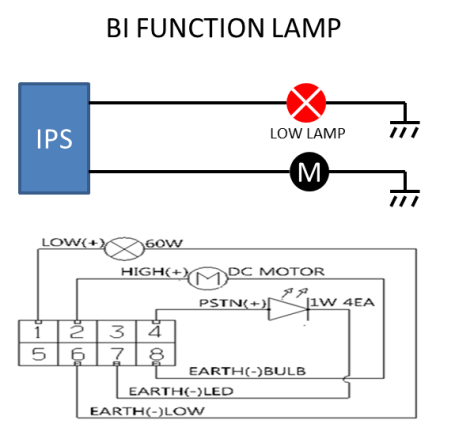 BI FUNCTION LAMP
IPS
LOW LAMP
M
LOW(+) 60W
HIGH(+) M DC MOTOR
PSTN(+) 1W 4EA
1 2 3 4
5 6 7 8
EARTH(-)BULB
EARTH(-)LED
EARTH(-)LOW